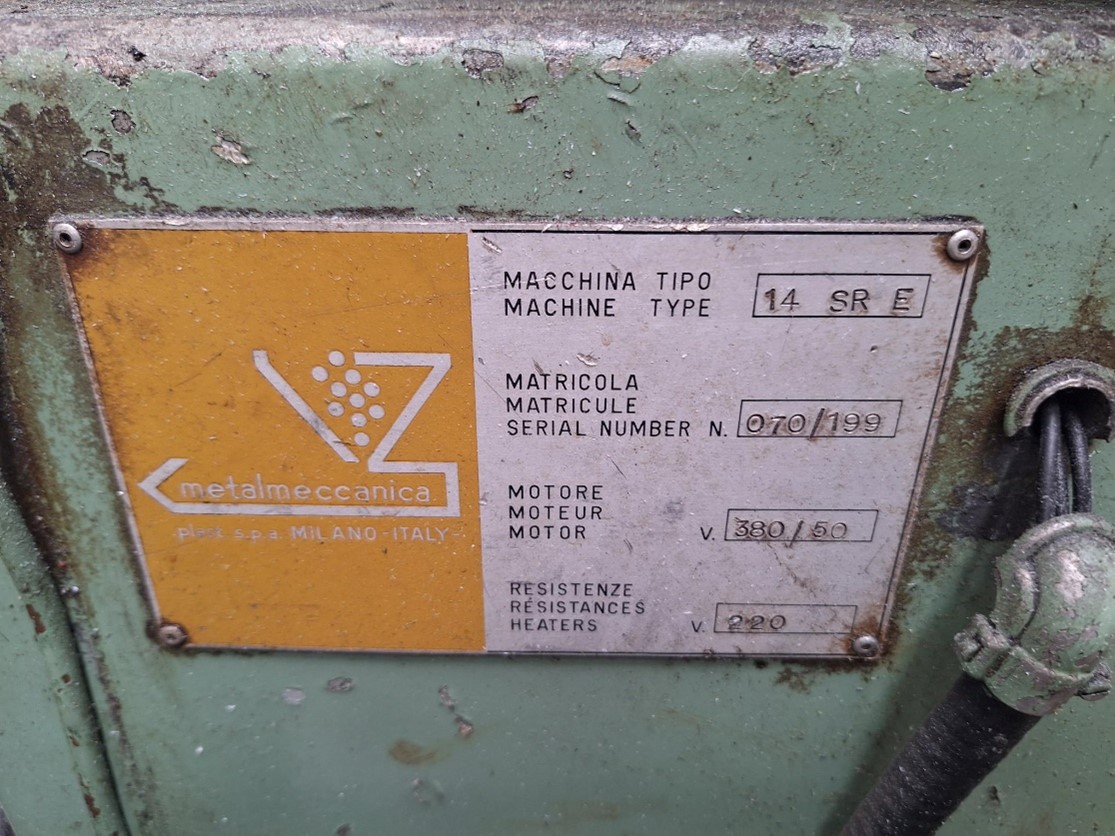 metalmeccanica
plast s.p.a. MILANO-ITALY-
MACCHINA TIPO
MACHINE TYPE 14 SR E
MATRICOLA
MATRICULE
SERIAL NUMBER N. 070/199
MOTORE
MOTEUR
MOTOR V. 380/50
RESISTENZE
RÉSISTANCES
HEATERS V. 220